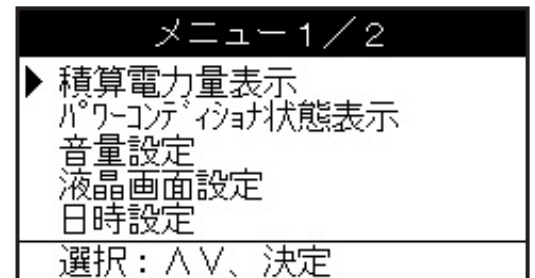 メニュー1／2
▶ 積算電力量表示
ﾊﾟﾜｰｺﾝﾃﾞｨｼｮﾅ状態表示
音量設定
液晶画面設定
日時設定
選択：∧∨、決定